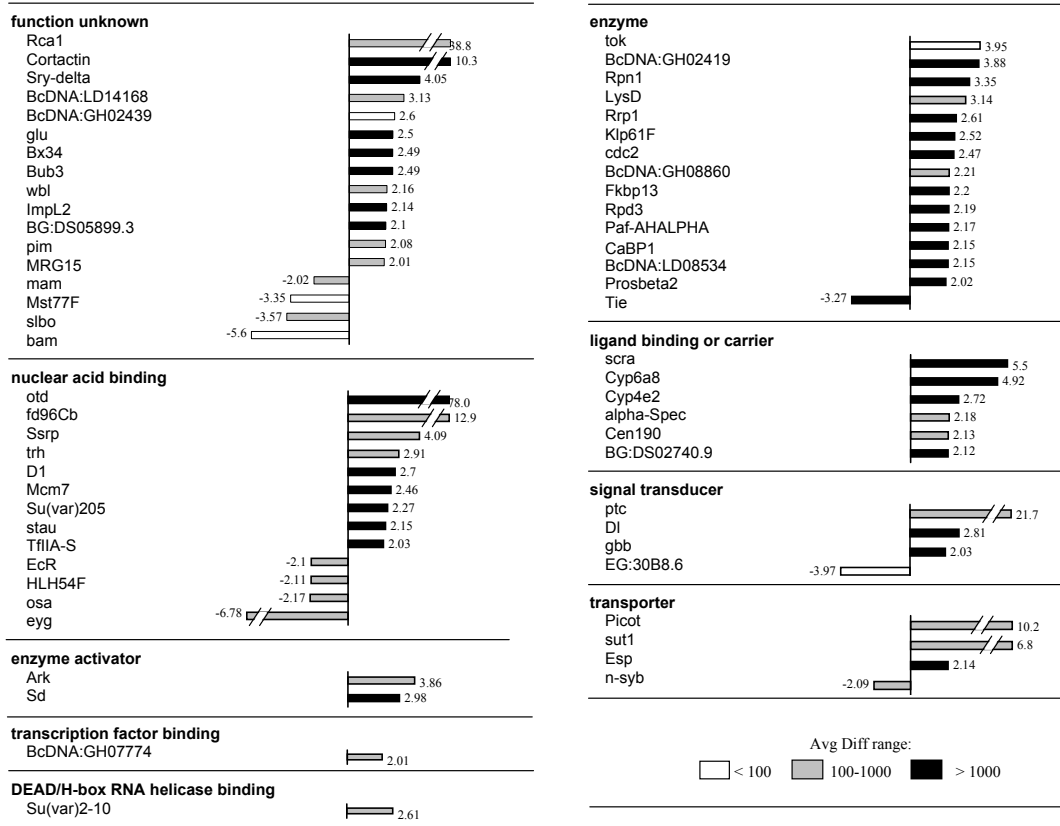 function unknown
Rca1 38.8
Cortactin 10.3
Sry-delta 4.05
BcDNA:LD14168 3.13
BcDNA:GH02439 2.6
glu 2.5
Bx34 2.49
Bub3 2.49
wbl 2.16
ImpL2 2.14
BG:DS05899.3 2.1
pim 2.08
MRG15 2.01
mam -2.02
Mst77F -3.35
slbo -3.57
bam -5.6
nuclear acid binding
otd 78.0
fd96Cb 12.9
Ssrp 4.09
trh 2.91
D1 2.7
Mcm7 2.46
Su(var)205 2.27
stau 2.15
TfIIA-S 2.03
EcR -2.1
HLH54F -2.11
osa -2.17
eyg -6.78
enzyme activator
Ark 3.86
Sd 2.98
transcription factor binding
BcDNA:GH07774 2.01
DEAD/H-box RNA helicase binding
Su(var)2-10 2.61
enzyme
tok 3.95
BcDNA:GH02419 3.88
Rpn1 3.35
LysD 3.14
Rrp1 2.61
Klp61F 2.52
cdc2 2.47
BcDNA:GH08860 2.21
Fkbp13 2.2
Rpd3 2.19
Paf-AHALPHA 2.17
CaBP1 2.15
BcDNA:LD08534 2.15
Prosbeta2 2.02
Tie -3.27
ligand binding or carrier
scra 5.5
Cyp6a8 4.92
Cyp4e2 2.72
alpha-Spec 2.18
Cen190 2.13
BG:DS02740.9 2.12
signal transducer
ptc 21.7
Dl 2.81
gbb 2.03
EG:30B8.6 -3.97
transporter
Picot 10.2
sut1 6.8
Esp 2.14
n-syb -2.09
Avg Diff range:
< 100 100-1000 > 1000